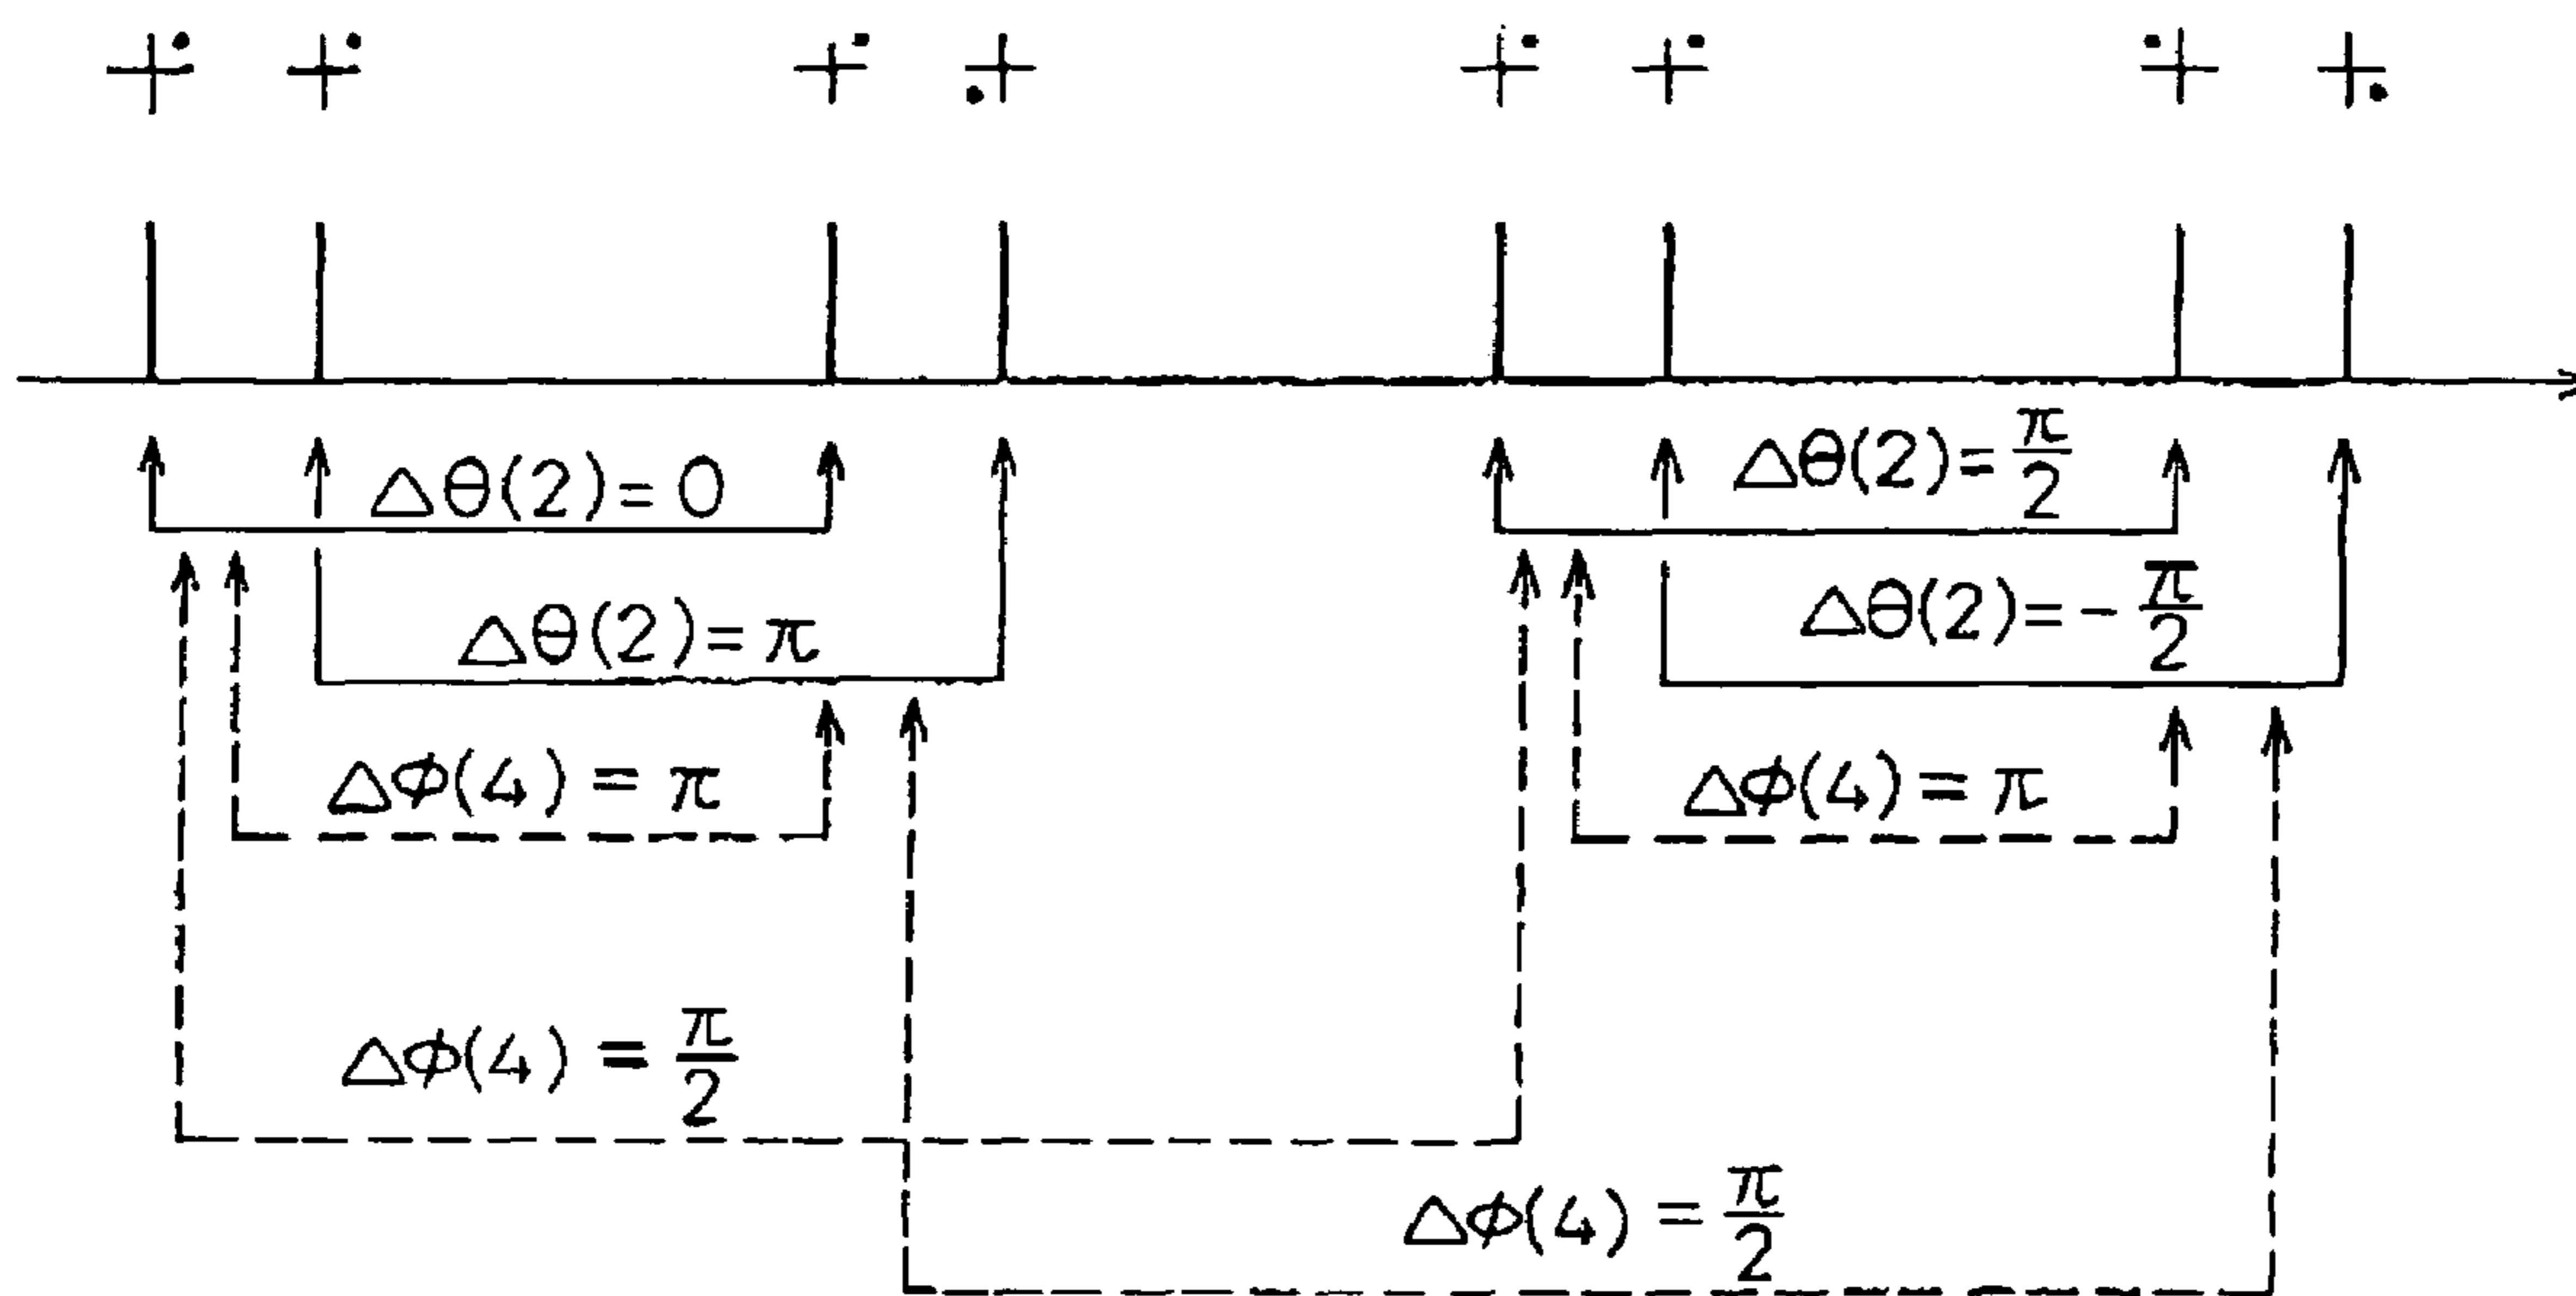 Δθ(2)= 0
Δθ(2)= π/2
Δθ(2)= π
Δθ(2)= - π/2
Δϕ(4) = π
Δϕ(4) = π
Δϕ(4) = π/2
Δϕ(4) = π/2